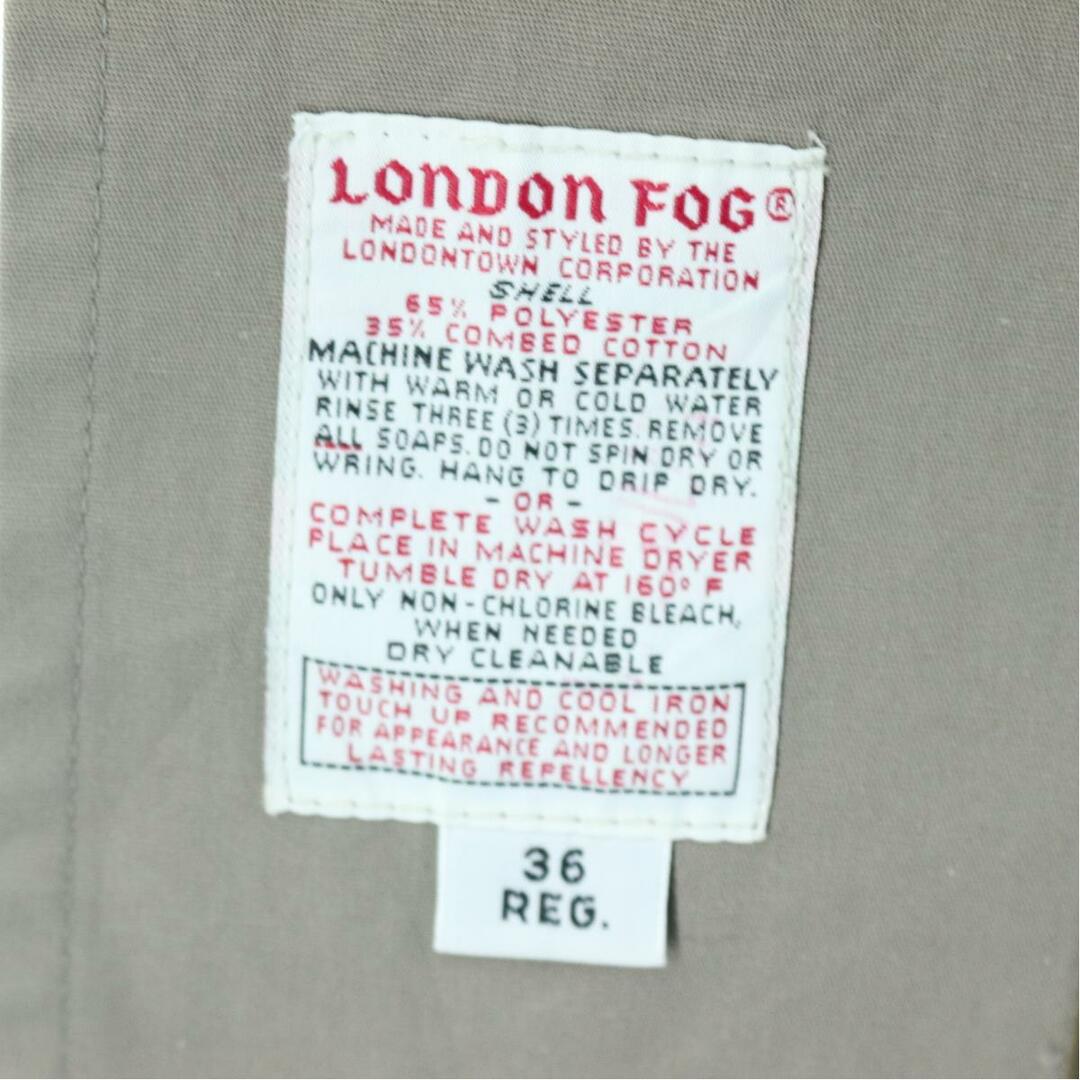 LONDON FOG®
MADE AND STYLED BY THE
LONDONTOWN CORPORATION
SHELL
65% POLYESTER
35% COMBED COTTON
MACHINE WASH SEPARATELY
WITH WARM OR COLD WATER
RINSE THREE (3) TIMES. REMOVE
ALL SOAPS. DO NOT SPIN DRY OR
WRING. HANG TO DRIP DRY.
- OR -
COMPLETE WASH CYCLE
PLACE IN MACHINE DRYER
TUMBLE DRY AT 160° F
ONLY NON-CHLORINE BLEACH,
WHEN NEEDED
DRY CLEANABLE
WASHING AND COOL IRON
TOUCH UP RECOMMENDED
FOR APPEARANCE AND LONGER
LASTING REPELLENCY
36
REG.